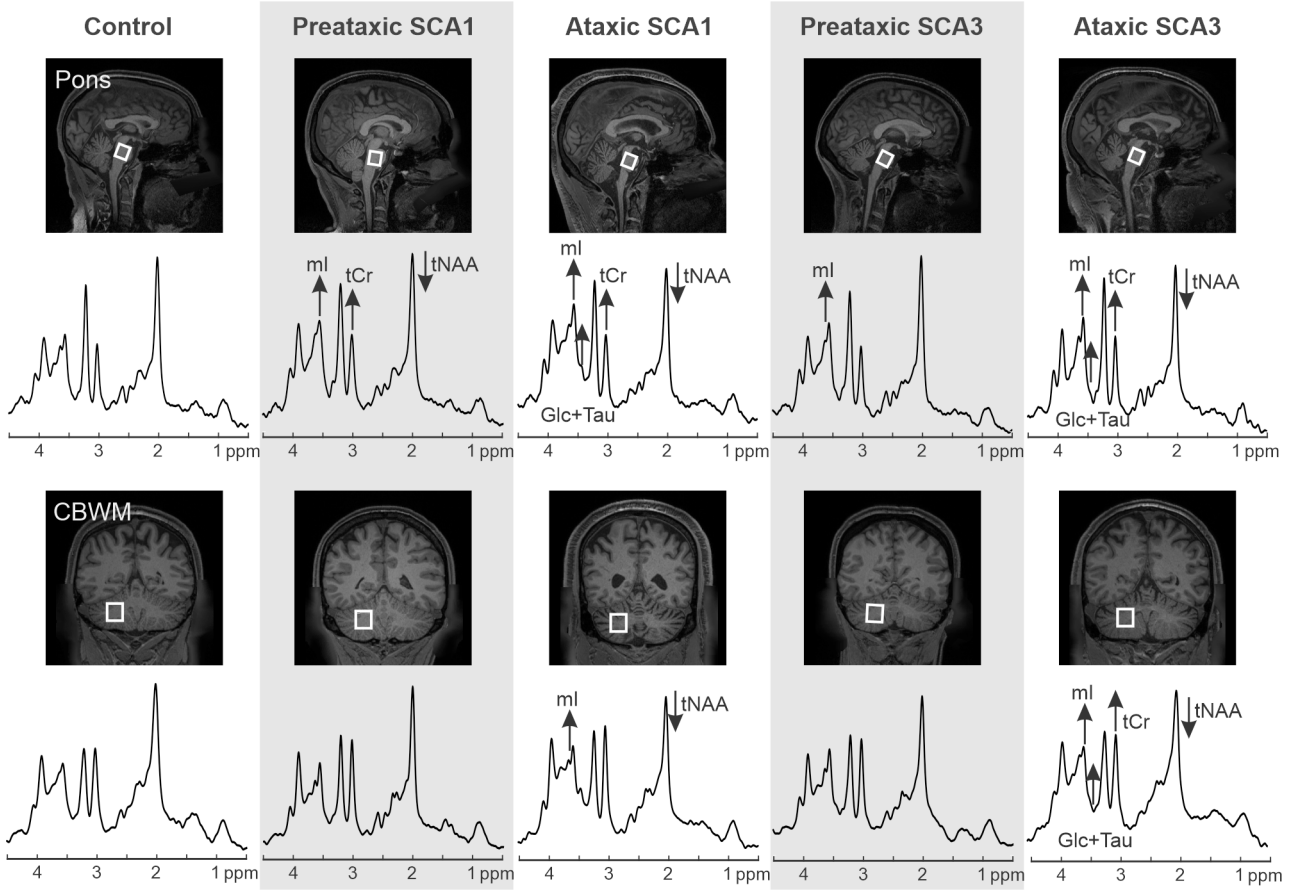 Control Preataxic SCA1 Ataxic SCA1 Preataxic SCA3 Ataxic SCA3
Pons
mI tCr tNAA
mI tCr tNAA
Glc+Tau
mI
mI tCr tNAA
Glc+Tau
4 3 2 1 ppm
4 3 2 1 ppm
4 3 2 1 ppm
4 3 2 1 ppm
4 3 2 1 ppm
CBWM
mI tNAA
mI tCr tNAA
Glc+Tau
4 3 2 1 ppm
4 3 2 1 ppm
4 3 2 1 ppm
4 3 2 1 ppm
4 3 2 1 ppm